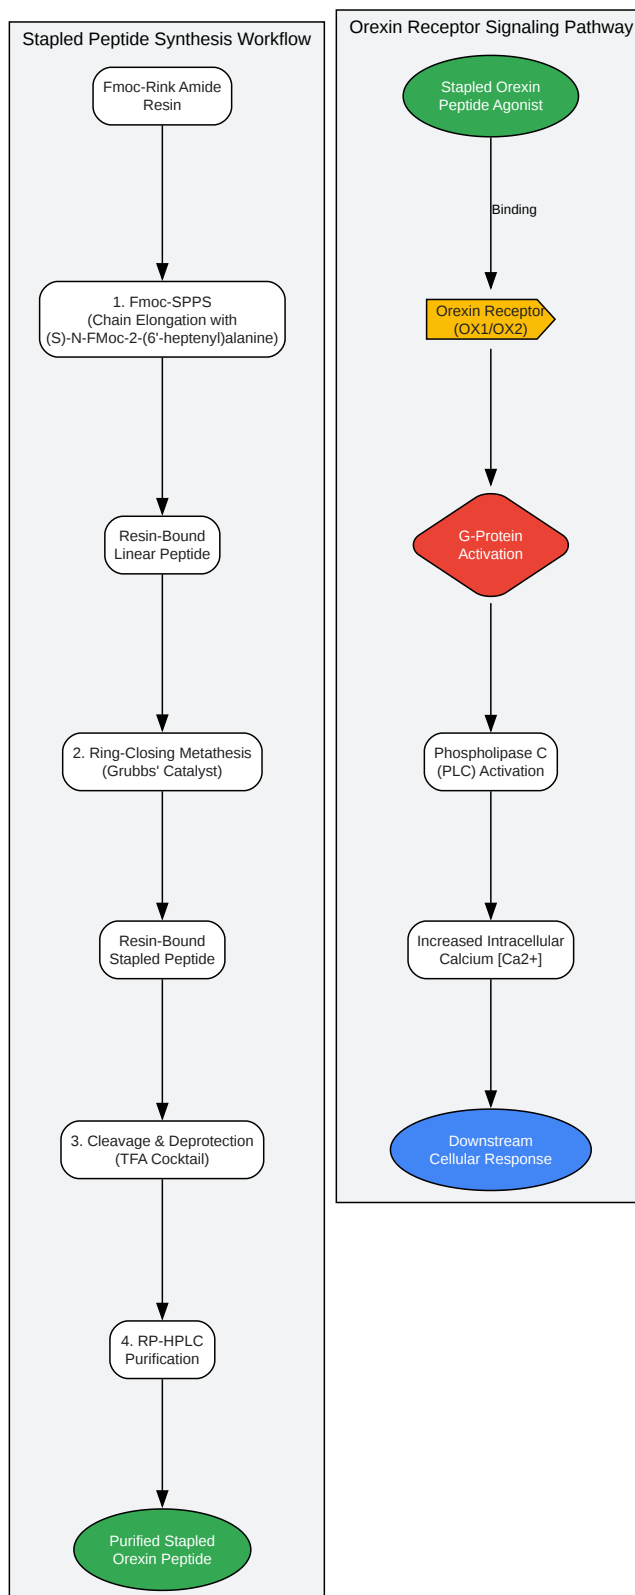 Stapled Peptide Synthesis Workflow
Fmoc-Rink Amide
Resin
1. Fmoc-SPPS
(Chain Elongation with
(S)-N-FMoc-2-(6'-heptenyl)alanine)
Resin-Bound
Linear Peptide
2. Ring-Closing Metathesis
(Grubbs' Catalyst)
Resin-Bound
Stapled Peptide
3. Cleavage & Deprotection
(TFA Cocktail)
4. RP-HPLC
Purification
Purified Stapled
Orexin Peptide
Orexin Receptor Signaling Pathway
Stapled Orexin
Peptide Agonist
Binding
Orexin Receptor
(OX1/OX2)
G-Protein
Activation
Phospholipase C
(PLC) Activation
Increased Intracellular
Calcium [Ca2+]
Downstream
Cellular Response